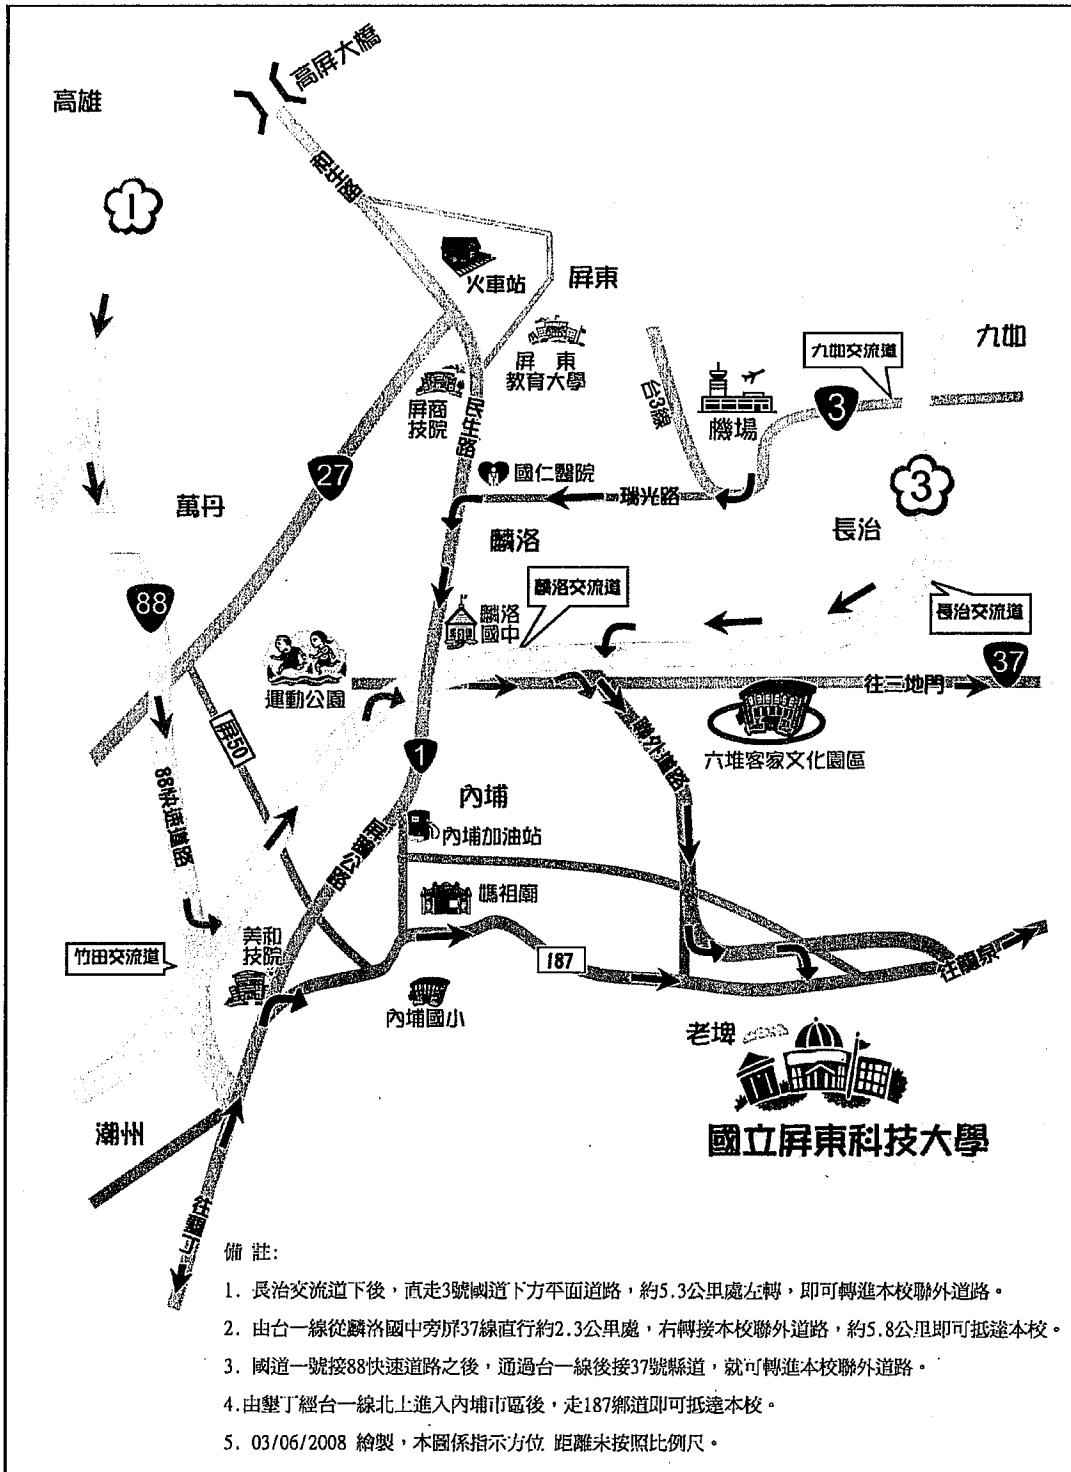 高屏大橋
高雄
1
和生路
火車站
屏東
九如
九如交流道
屏東
教育大學
台3線
機場
3
屏商
技院
民生路
27
國仁醫院
瑞光路
3
萬丹
麟洛
長治
88
麟洛交流道
長治交流道
麟洛
國中
37
運動公園
往三地門
六堆客家文化園區
屏50
聯外道路
1
88快速道路
內埔
內埔加油站
屏鵝公路
媽祖廟
美和
技院
竹田交流道
187
往龍泉
內埔國小
老埤
潮州
國立屏東科技大學
往墾丁
備 註:
1. 長治交流道下後，直走3號國道下方平面道路，約5.3公里處左轉，即可轉進本校聯外道路。
2. 由台一線從麟洛國中旁屏37線直行約2.3公里處，右轉接本校聯外道路，約5.8公里即可抵達本校。
3. 國道一號接88快速道路之後，通過台一線後接37號縣道，就可轉進本校聯外道路。
4.由墾丁經台一線北上進入內埔市區後，走187鄉道即可抵達本校。
5. 03/06/2008 繪製，本圖係指示方位 距離未按照比例尺。